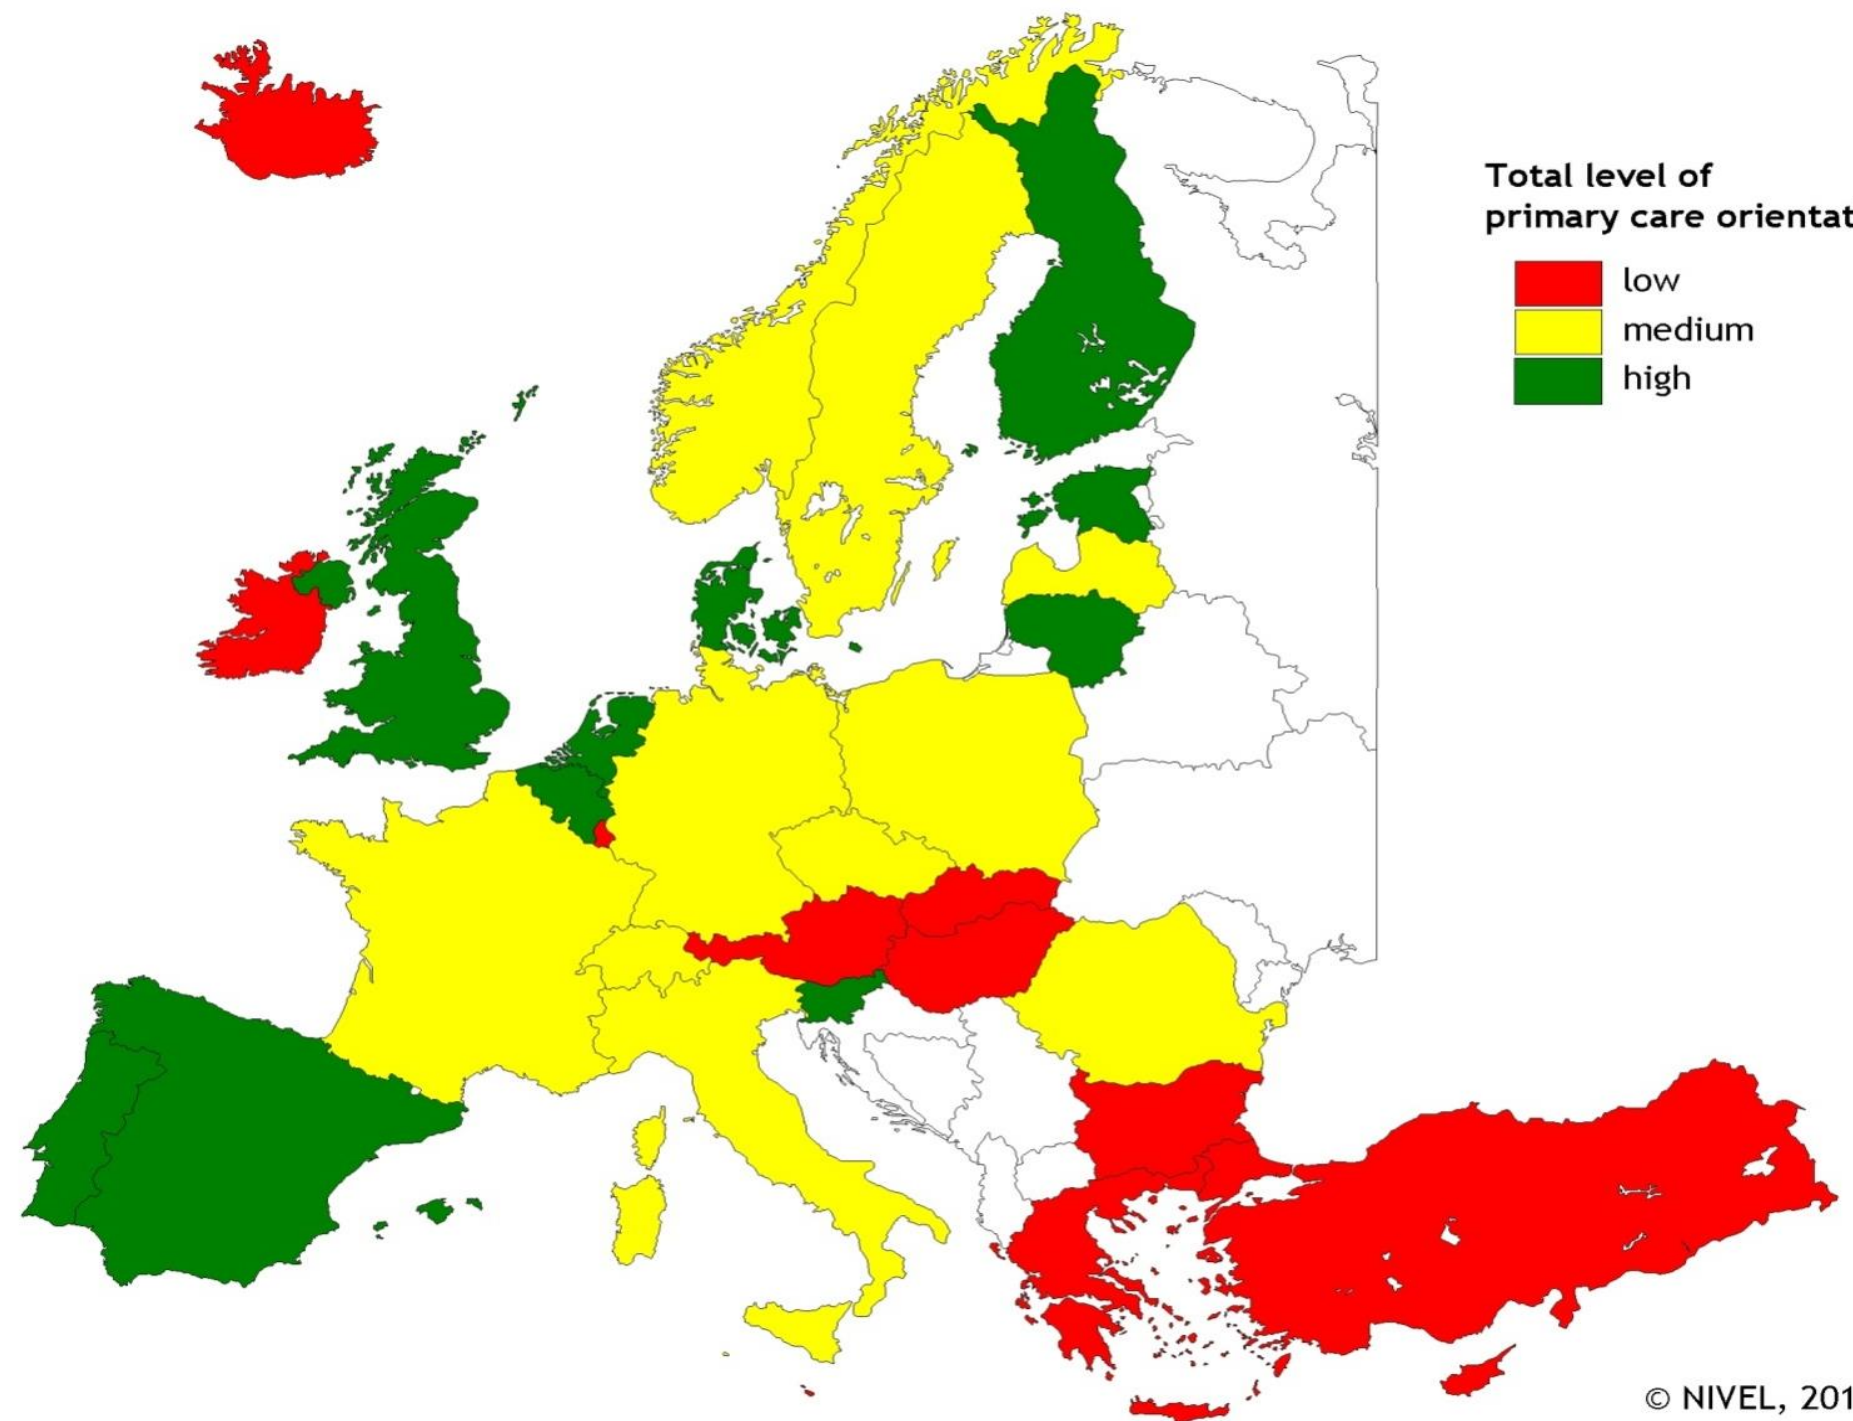 Total level of
primary care orientat
low
medium
high
© NIVEL, 201